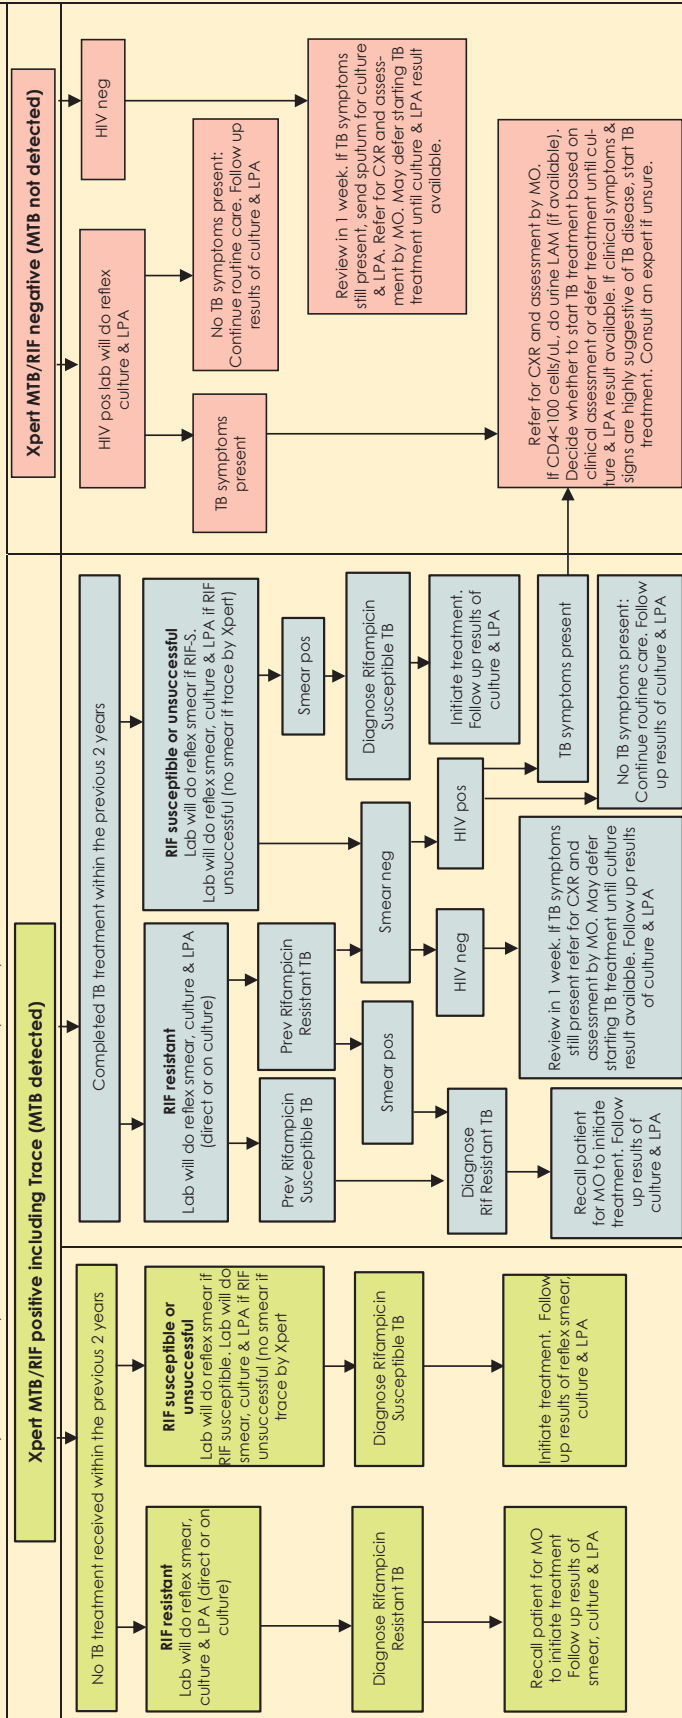 Xpert MTB/RIF positive including Trace (MTB detected)
No TB treatment received within the previous 2 years
RIF resistant
Lab will do reflex smear,
culture & LPA (direct or on
culture)
Diagnose Rifampicin
Resistant TB
Recall patient for MO
to initiate treatment
Follow up results of
smear, culture & LPA
RIF susceptible or
unsuccessful
Lab will do reflex smear if
RIF susceptible. Lab will do
smear, culture & LPA if RIF
unsuccessful (no smear if
trace by Xpert
Diagnose Rifampicin
Susceptible TB
Initiate treatment. Follow
up results of reflex smear,
culture & LPA
Completed TB treatment within the previous 2 years
RIF resistant
Lab will do reflex smear, culture & LPA
(direct or on culture)
Prev Rifampicin
Susceptible TB
Prev Rifampicin
Resistant TB
Smear pos
Diagnose
Rif Resistant TB
Recall patient
for MO to initiate
treatment. Follow
up results of
culture & LPA
RIF susceptible or unsuccessful
Lab will do reflex smear if RIF-S.
Lab will do reflex smear, culture & LPA if RIF
unsuccessful (no smear if trace by Xpert)
Smear neg
Smear pos
Diagnose Rifampicin
Susceptible TB
Initiate treatment.
Follow up results of
culture & LPA
HIV neg
HIV pos
Review in 1 week. If TB symptoms
still present refer for CXR and
assessment by MO. May defer
starting TB treatment until culture
result available. Follow up results
of culture & LPA
TB symptoms present
No TB symptoms present:
Continue routine care. Follow
up results of culture & LPA
Xpert MTB/RIF negative (MTB not detected)
HIV pos lab will do reflex
culture & LPA
HIV neg
TB symptoms
present
No TB symptoms present:
Continue routine care. Follow up
results of culture & LPA
Review in 1 week. If TB symptoms
still present, send sputum for culture
& LPA. Refer for CXR and assess-
ment by MO. May defer starting TB
treatment until culture & LPA result
available.
Refer for CXR and assessment by MO.
If CD4<100 cells/uL, do urine LAM (if available).
Decide whether to start TB treatment based on
clinical assessment or defer treatment until cul-
ture & LPA result available. If clinical symptoms &
signs are highly suggestive of TB disease, start TB
treatment. Consult an expert if unsure.